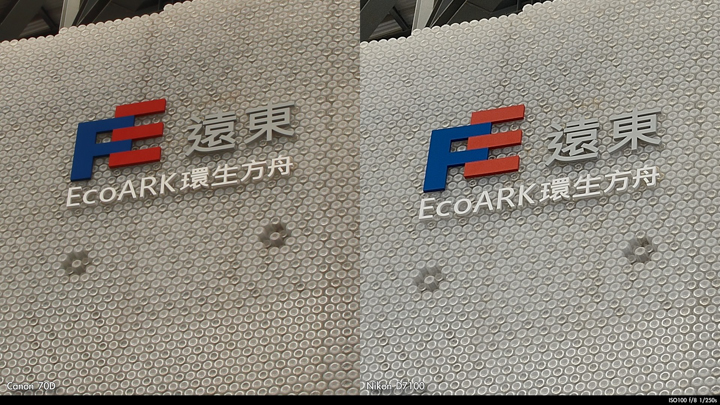 FE 遠東
EcoARK環生方舟
FE 遠東
EcoARK環生方舟
Canon 70D
Nikon D7100
ISO100 f/8 1/250s